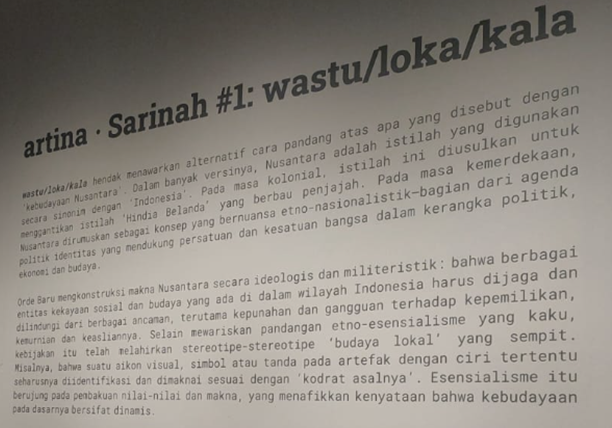 artina · Sarinah #1: wastu/loka/kala
wastu/loka/kala hendak menawarkan alternatif cara pandang atas apa yang disebut dengan
'kebudayaan Nusantara'. Dalam banyak versinya, Nusantara adalah istilah yang digunakan
secara sinonim dengan 'Indonesia'. Pada masa kolonial, istilah ini diusulkan untuk
menggantikan istilah 'Hindia Belanda' yang berbau penjajah. Pada masa kemerdekaan,
Nusantara dirumuskan sebagai konsep yang bernuansa etno-nasionalistik—bagian dari agenda
politik identitas yang mendukung persatuan dan kesatuan bangsa dalam kerangka politik,
ekonomi dan budaya.
Orde Baru mengkonstruksi makna Nusantara secara ideologis dan militeristik: bahwa berbagai
entitas kekayaan sosial dan budaya yang ada di dalam wilayah Indonesia harus dijaga dan
dilindungi dari berbagai ancaman, terutama kepunahan dan gangguan terhadap kepemilikan,
kemurnian dan keasliannya. Selain mewariskan pandangan etno-esensialisme yang kaku,
kebijakan itu telah melahirkan stereotipe-stereotipe 'budaya lokal' yang sempit.
Misalnya, bahwa suatu aikon visual, simbol atau tanda pada artefak dengan ciri tertentu
seharusnya diidentifikasi dan dimaknai sesuai dengan 'kodrat asalnya'. Esensialisme itu
berujung pada pembakuan nilai-nilai dan makna, yang menafikkan kenyataan bahwa kebudayaan
pada dasarnya bersifat dinamis.